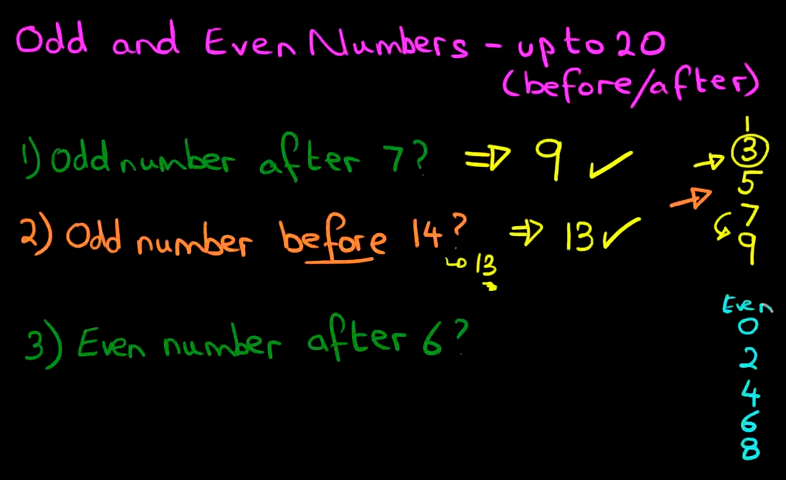 Odd and Even Numbers - up to 20
(before/after)
1) Odd number after 7? ⇒ 9 ✓
2) Odd number before 14? ⇒ 13 ✓
↳ 13
3) Even number after 6?
1
→ 3
5
7
9
Even
0
2
4
6
8